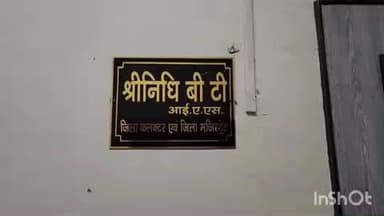 श्रीनिधि बी टी
आई.ए.एस.
जिला कलक्टर एवं जिला मजिस्ट्रेट
InShOt